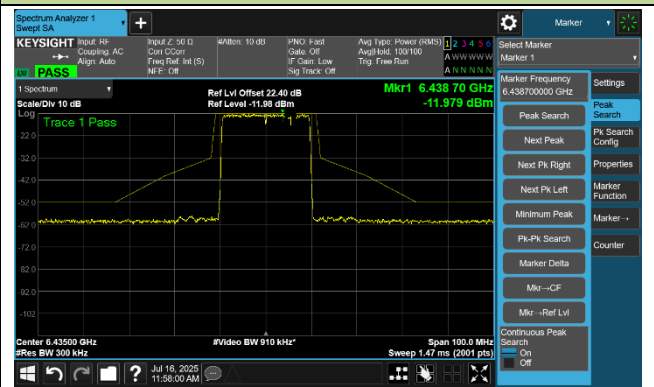 Spectrum Analyzer 1
Swept SA
Marker
KEYSIGHT Input: RF Input Z: 50 Ω #Atten: 10 dB PNO: Fast Avg Type: Power (RMS) 1 2 3 4 5 6
Coupling: AC Corr CCorr Gate: Off Avg|Hold: 100/100 A W W W W W
Align: Auto Freq Ref: Int (S) IF Gain: Low Trig: Free Run
PASS NFE: Off Sig Track: Off A N N N N N
Select Marker
Marker 1
1 Spectrum
Scale/Div 10 dB
Ref Lvl Offset 22.40 dB
Ref Level -11.98 dBm
Mkr1 6.438 70 GHz
-11.979 dBm
Log
Trace 1 Pass
1
-22.0
-32.0
-42.0
-52.0
-62.0
-72.0
-82.0
-92.0
-102
Center 6.43500 GHz #Video BW 910 kHz* Span 100.0 MHz
#Res BW 300 kHz Sweep 1.47 ms (2001 pts)
Marker Frequency
6.438700000 GHz
Peak Search
Next Peak
Next Pk Right
Next Pk Left
Minimum Peak
Pk-Pk Search
Marker Delta
Mkr→CF
Mkr→Ref Lvl
Continuous Peak
Search
On
Off
Settings
Peak
Search
Pk Search
Config
Properties
Marker
Function
Marker→
Counter
Jul 16, 2025
11:58:00 AM